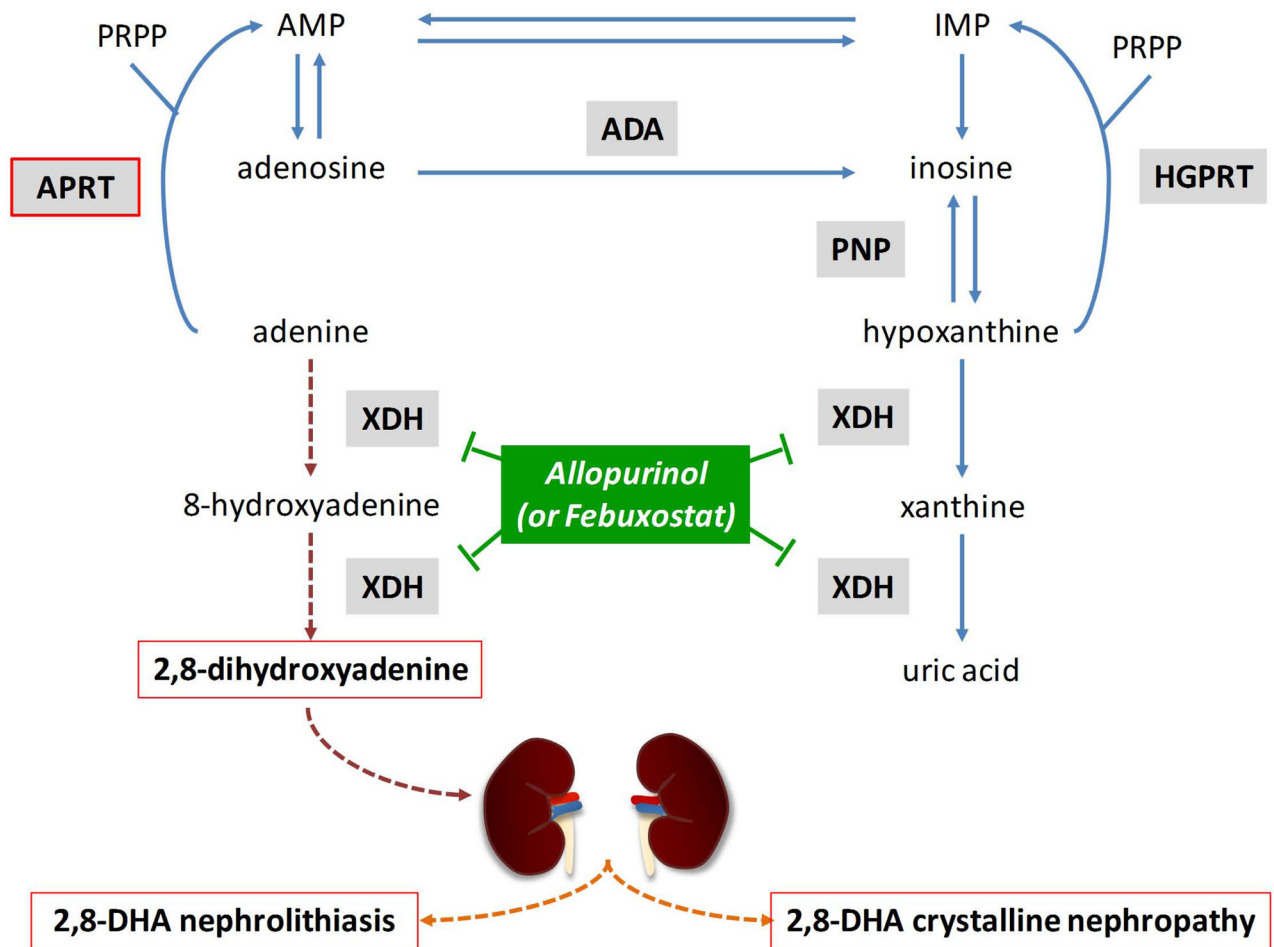 AMP
IMP
PRPP
PRPP
ADA
adenosine
inosine
APRT
HGPRT
PNP
adenine
hypoxanthine
XDH
XDH
Allopurinol
(or Febuxostat)
8-hydroxyadenine
xanthine
XDH
XDH
2,8-dihydroxyadenine
uric acid
2,8-DHA nephrolithiasis
2,8-DHA crystalline nephropathy